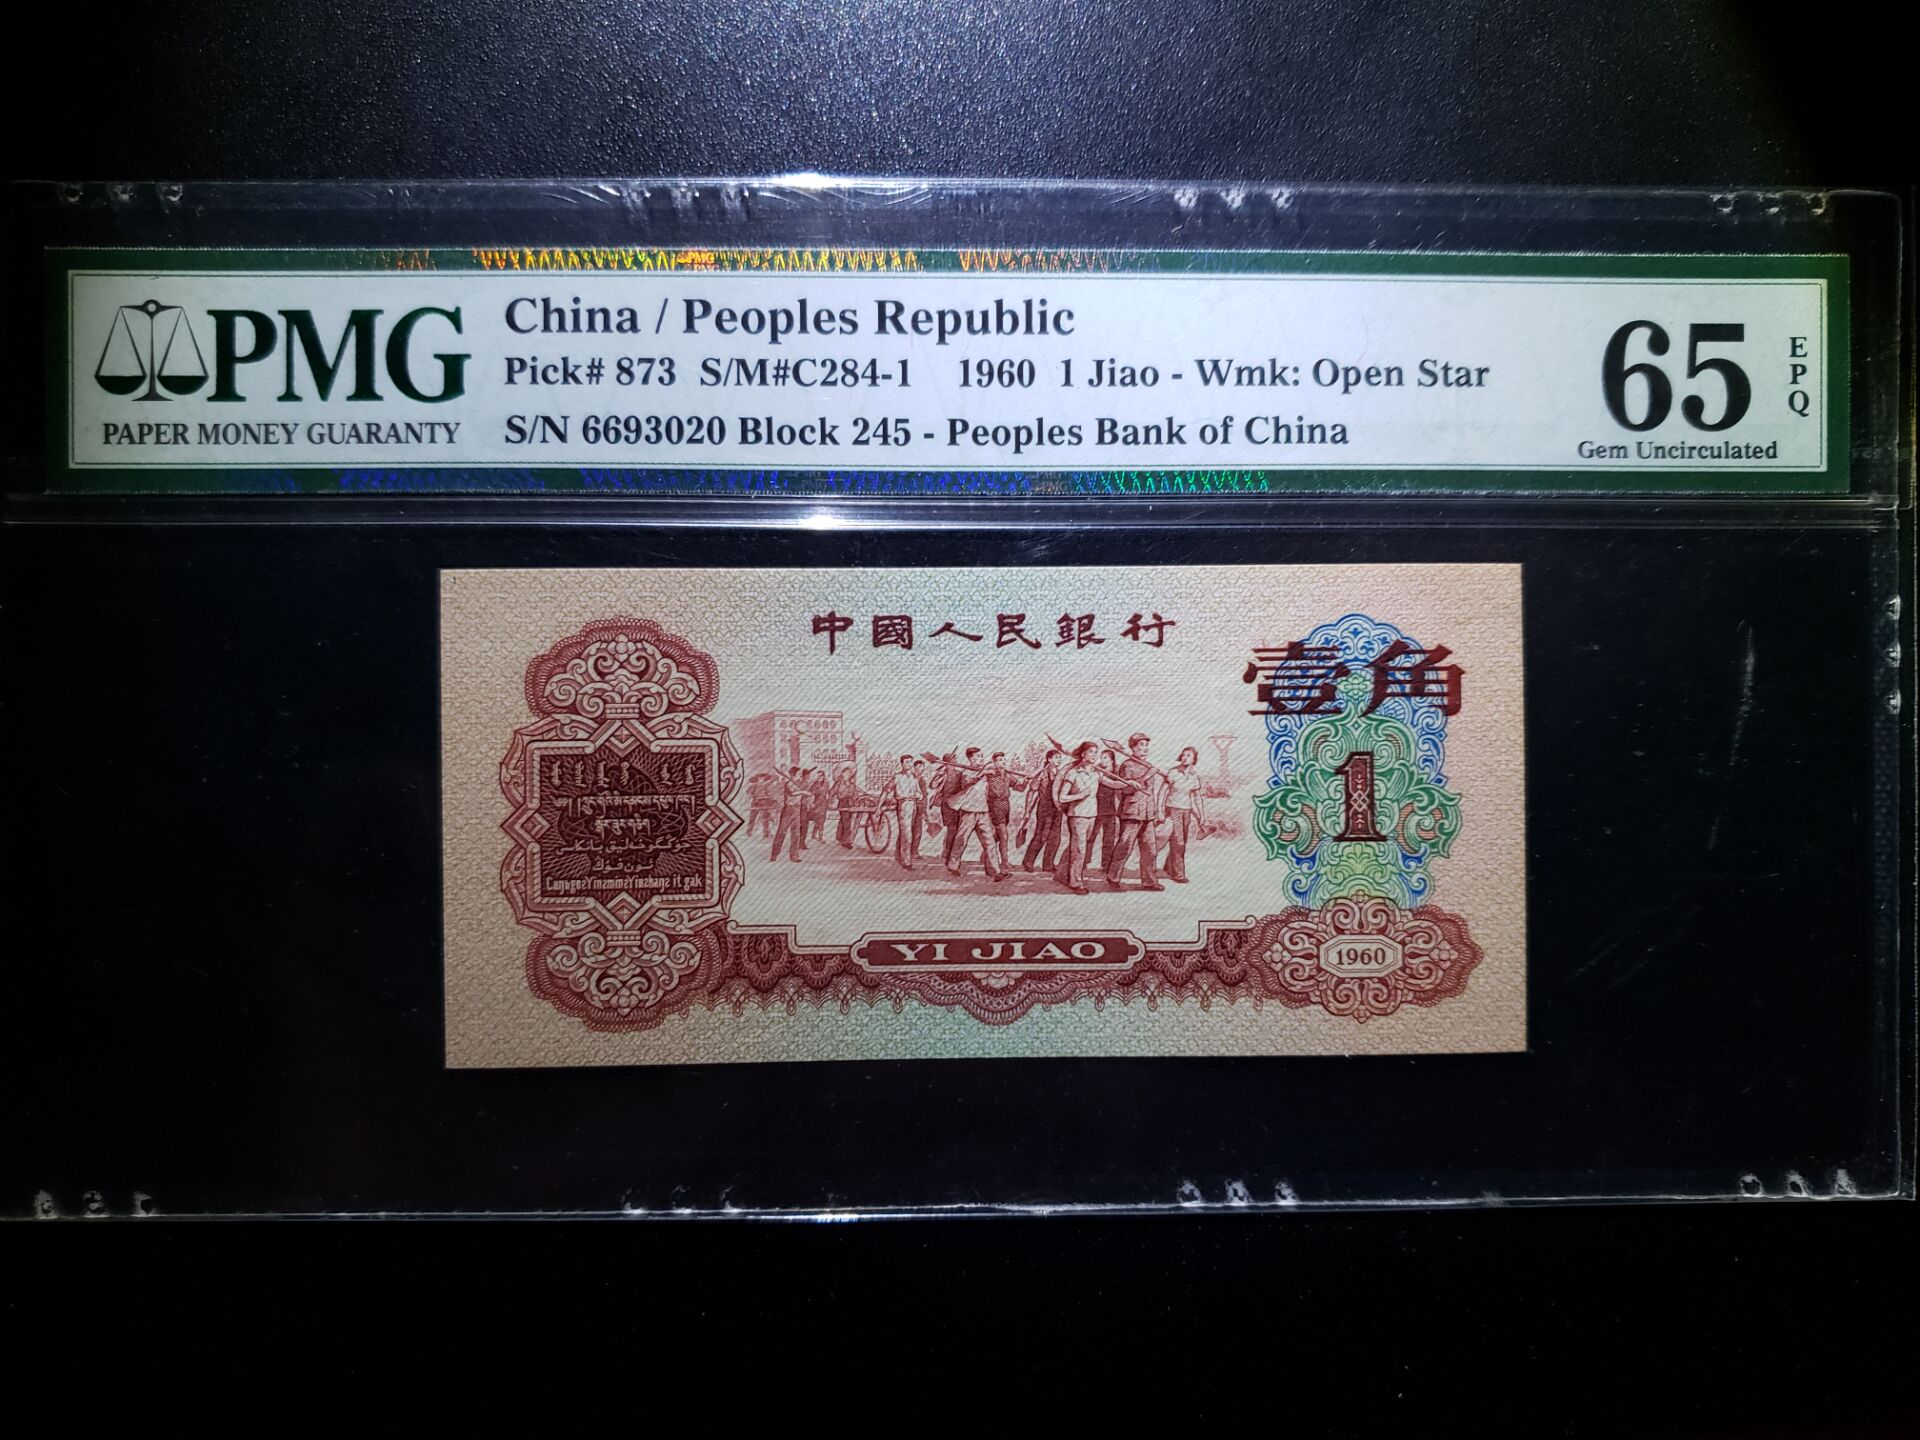 PMG
PAPER MONEY GUARANTY
China / Peoples Republic
Pick# 873 S/M#C284-1 1960 1 Jiao - Wmk: Open Star
S/N 6693020 Block 245 - Peoples Bank of China
65
EPQ
Gem Uncirculated
中國人民銀行
壹角
1
YI JIAO
1960